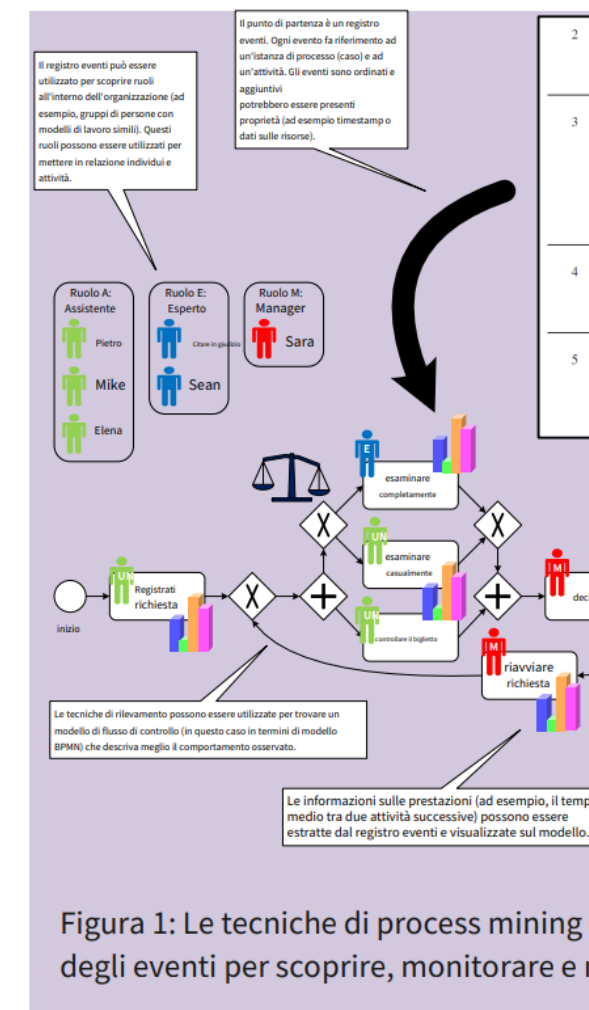 Il punto di partenza è un registro
eventi. Ogni evento fa riferimento ad
un'istanza di processo (caso) e ad
un'attività. Gli eventi sono ordinati e
aggiuntivi
potrebbero essere presenti
proprietà (ad esempio timestamp o
dati sulle risorse).
Il registro eventi può essere
utilizzato per scoprire ruoli
all'interno dell'organizzazione (ad
esempio, gruppi di persone con
modelli di lavoro simili). Questi
ruoli possono essere utilizzati per
mettere in relazione individui e
attività.
2
3
4
5
Ruolo A:
Assistente
Pietro
Mike
Elena
Ruolo E:
Esperto
Citare in giudizio
Sean
Ruolo M:
Manager
Sara
E
esaminare
completamente
X
X
UN
esaminare
casualmente
UN
Registrati
richiesta
inizio
X
+
UN
controllare il biglietto
+
M
deci
M
riavviare
richiesta
Le tecniche di rilevamento possono essere utilizzate per trovare un
modello di flusso di controllo (in questo caso in termini di modello
BPMN) che descriva meglio il comportamento osservato.
Le informazioni sulle prestazioni (ad esempio, il temp
medio tra due attività successive) possono essere
estratte dal registro eventi e visualizzate sul modello.
Figura 1: Le tecniche di process mining
degli eventi per scoprire, monitorare e